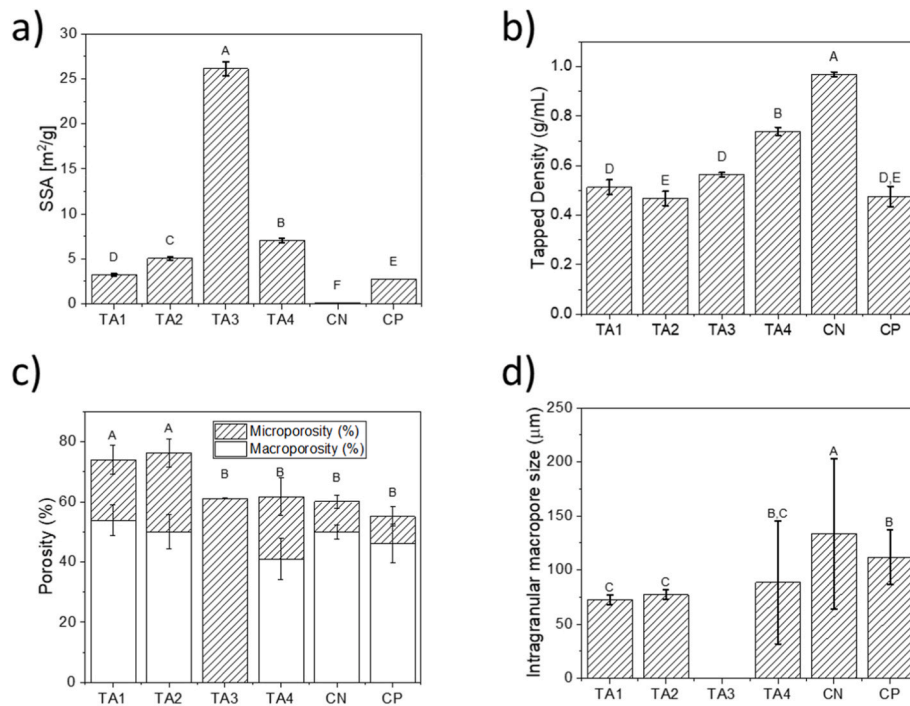 a)
SSA [m²/g]
30
25
20
15
10
5
0
D
C
A
B
F
E
TA1 TA2 TA3 TA4 CN CP
b)
Tapped Density (g/mL)
1.0
0.8
0.6
0.4
0.2
0.0
D
E
D
B
A
D,E
TA1 TA2 TA3 TA4 CN CP
c)
Porosity (%)
80
60
40
20
0
Microporosity (%)
Macroporosity (%)
A
A
B
B
B
B
TA1 TA2 TA3 TA4 CN CP
d)
Intragranular macropore size (μm)
250
200
150
100
50
0
C
C
B,C
A
B
TA1 TA2 TA3 TA4 CN CP